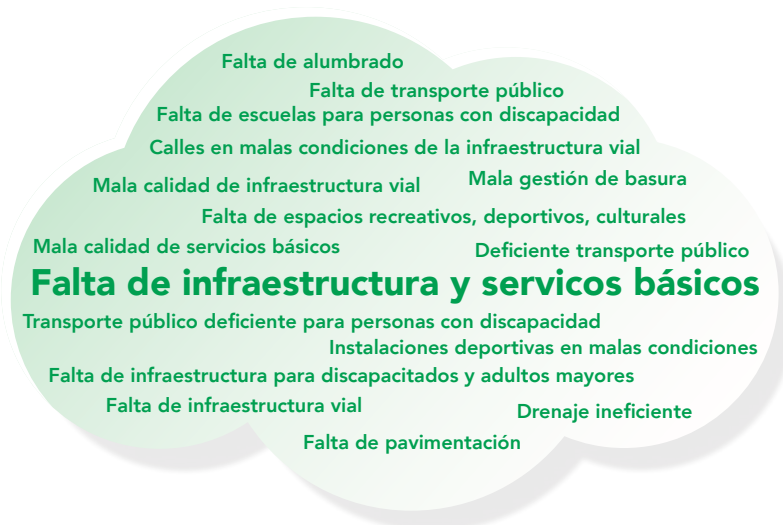 Falta de alumbrado
Falta de transporte público
Falta de escuelas para personas con discapacidad
Calles en malas condiciones de la infraestructura vial
Mala calidad de infraestructura vial
Mala gestión de basura
Falta de espacios recreativos, deportivos, culturales
Mala calidad de servicios básicos
Deficiente transporte público
Falta de infraestructura y servicos básicos
Transporte público deficiente para personas con discapacidad
Instalaciones deportivas en malas condiciones
Falta de infraestructura para discapacitados y adultos mayores
Falta de infraestructura vial
Drenaje ineficiente
Falta de pavimentación